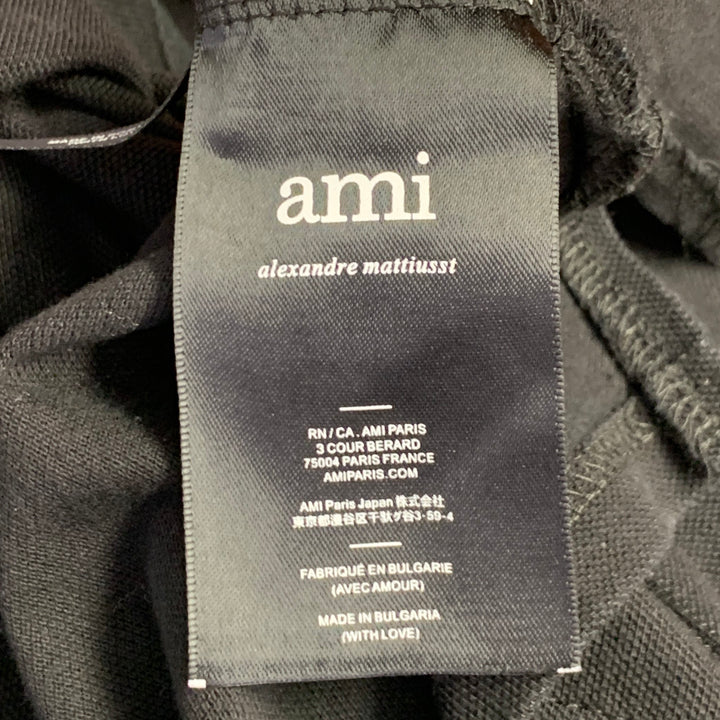 ami
alexandre mattiusst
RN / CA . AMI PARIS
3 COUR BERARD
75004 PARIS FRANCE
AMIPARIS.COM
AMI Paris Japan 株式会社
東京都澀谷区千駄ケ谷3-59-4
FABRIQUÉ EN BULGARIE
(AVEC AMOUR)
MADE IN BULGARIA
(WITH LOVE)